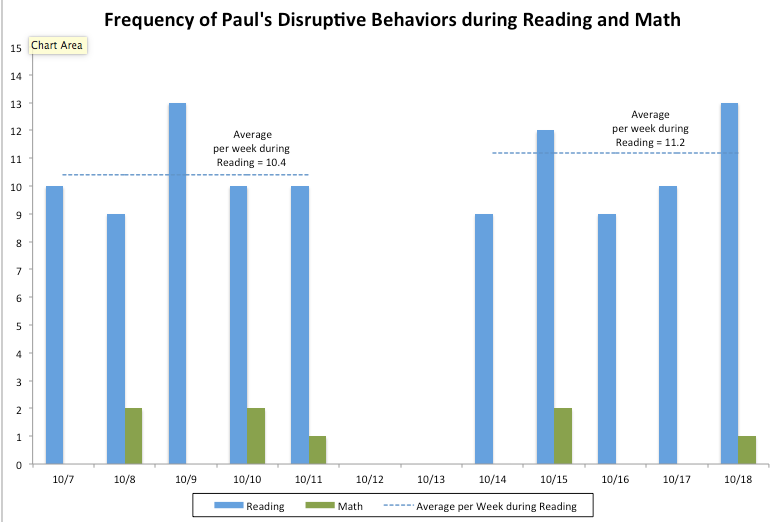 Frequency of Paul's Disruptive Behaviors during Reading and Math
Chart Area
15
14
13
12
11
10
9
8
7
6
5
4
3
2
1
0
Average
per week during
Reading = 10.4
Average
per week during
Reading = 11.2
10/7 10/8 10/9 10/10 10/11 10/12 10/13 10/14 10/15 10/16 10/17 10/18
Reading Math Average per Week during Reading